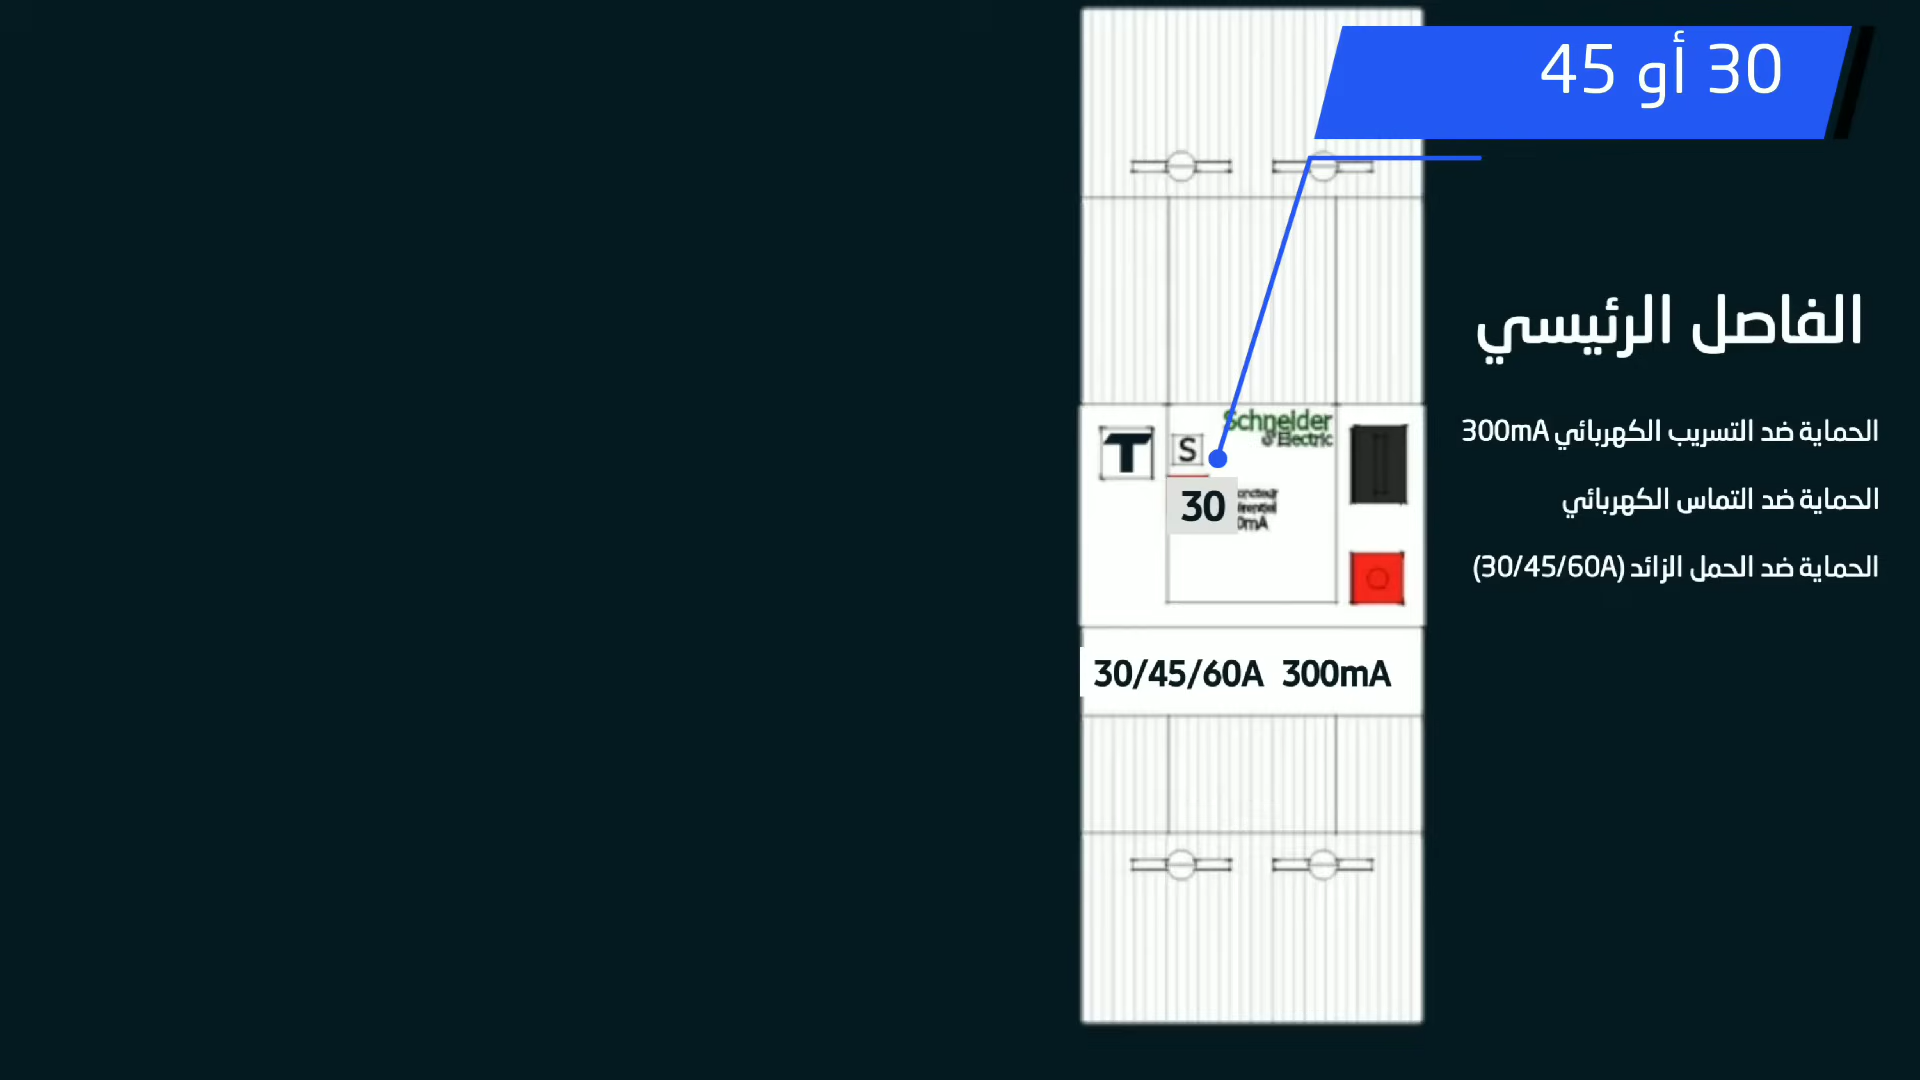 30 أو 45
الفاصل الرئيسي
الحماية ضد التسريب الكهربائي 300mA
الحماية ضد التماس الكهربائي
الحماية ضد الحمل الزائد (30/45/60A)
Schneider
Electric
T
S
30
30/45/60A 300mA